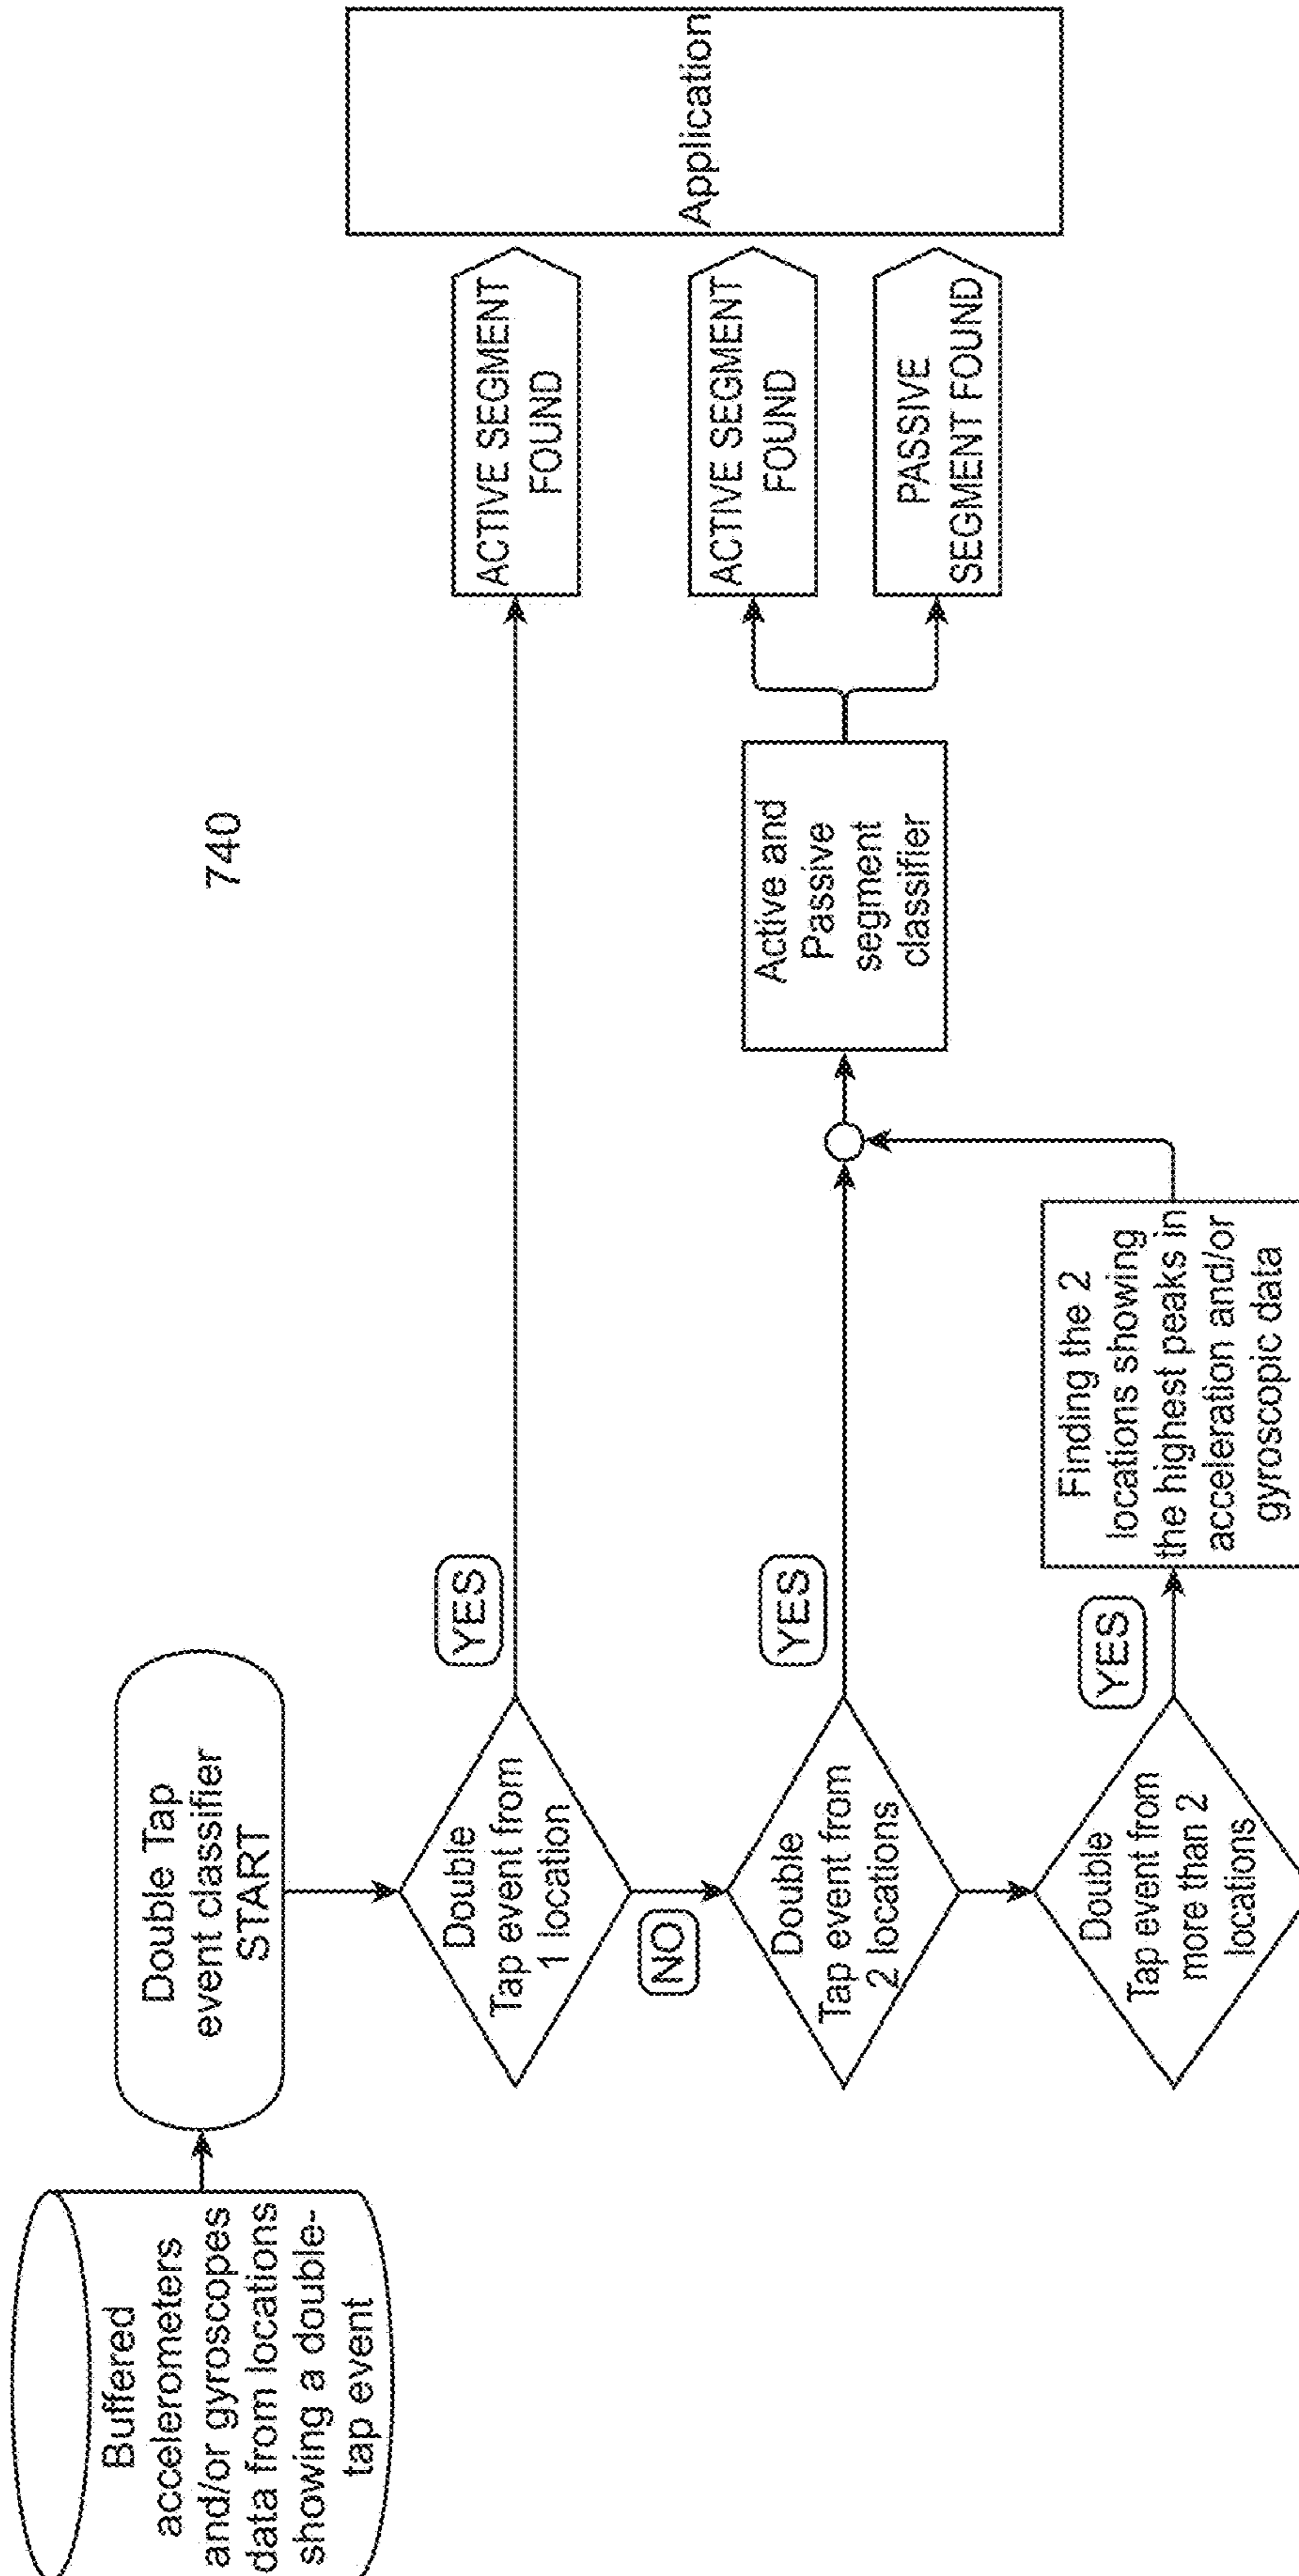 740
Buffered
accelerometers
and/or gyroscopes
data from locations
showing a double-
tap event
Double Tap
event classifier
START
Double
Tap event from
1 location
YES
ACTIVE SEGMENT
FOUND
NO
Double
Tap event from
2 locations
YES
Active and
Passive
segment
classifier
ACTIVE SEGMENT
FOUND
PASSIVE
SEGMENT FOUND
Application
Double
Tap event from
more than 2
locations
YES
Finding the 2
locations showing
the highest peaks in
acceleration and/or
gyroscopic data